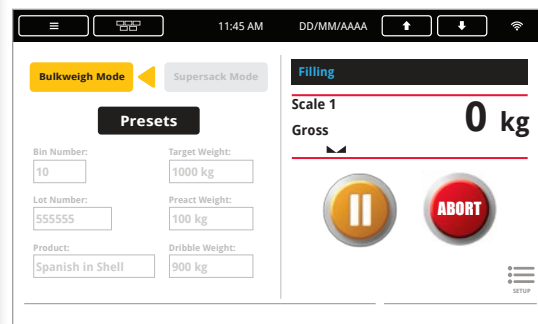 11:45 AM
DD/MM/AAAA
Bulkweigh Mode
Supersack Mode
Presets
Bin Number:
10
Target Weight:
1000 kg
Lot Number:
555555
Preact Weight:
100 kg
Product:
Spanish in Shell
Dribble Weight:
900 kg
Filling
Scale 1
Gross
0 kg
ABORT
SETUP